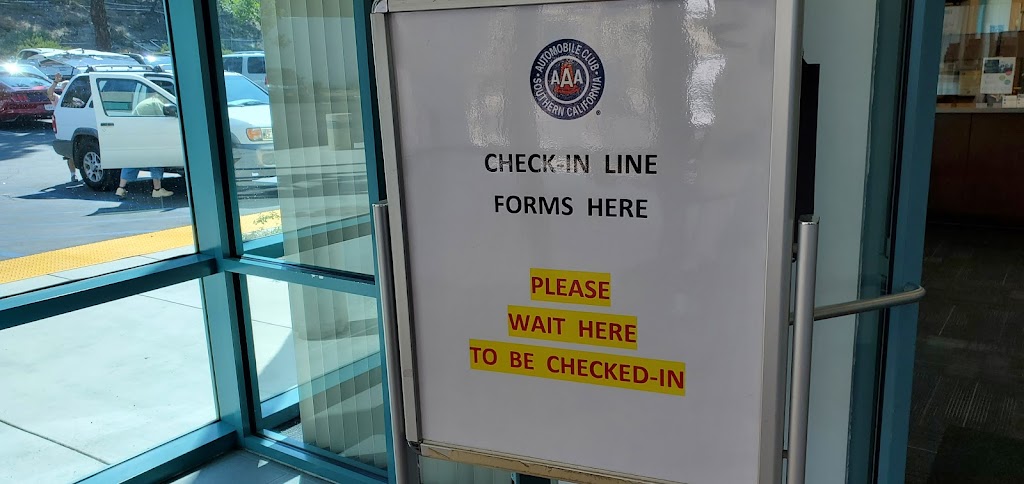 AUTOMOBILE CLUB
AAA
SOUTHERN CALIFORNIA
®
CHECK-IN LINE
FORMS HERE
PLEASE
WAIT HERE
TO BE CHECKED-IN